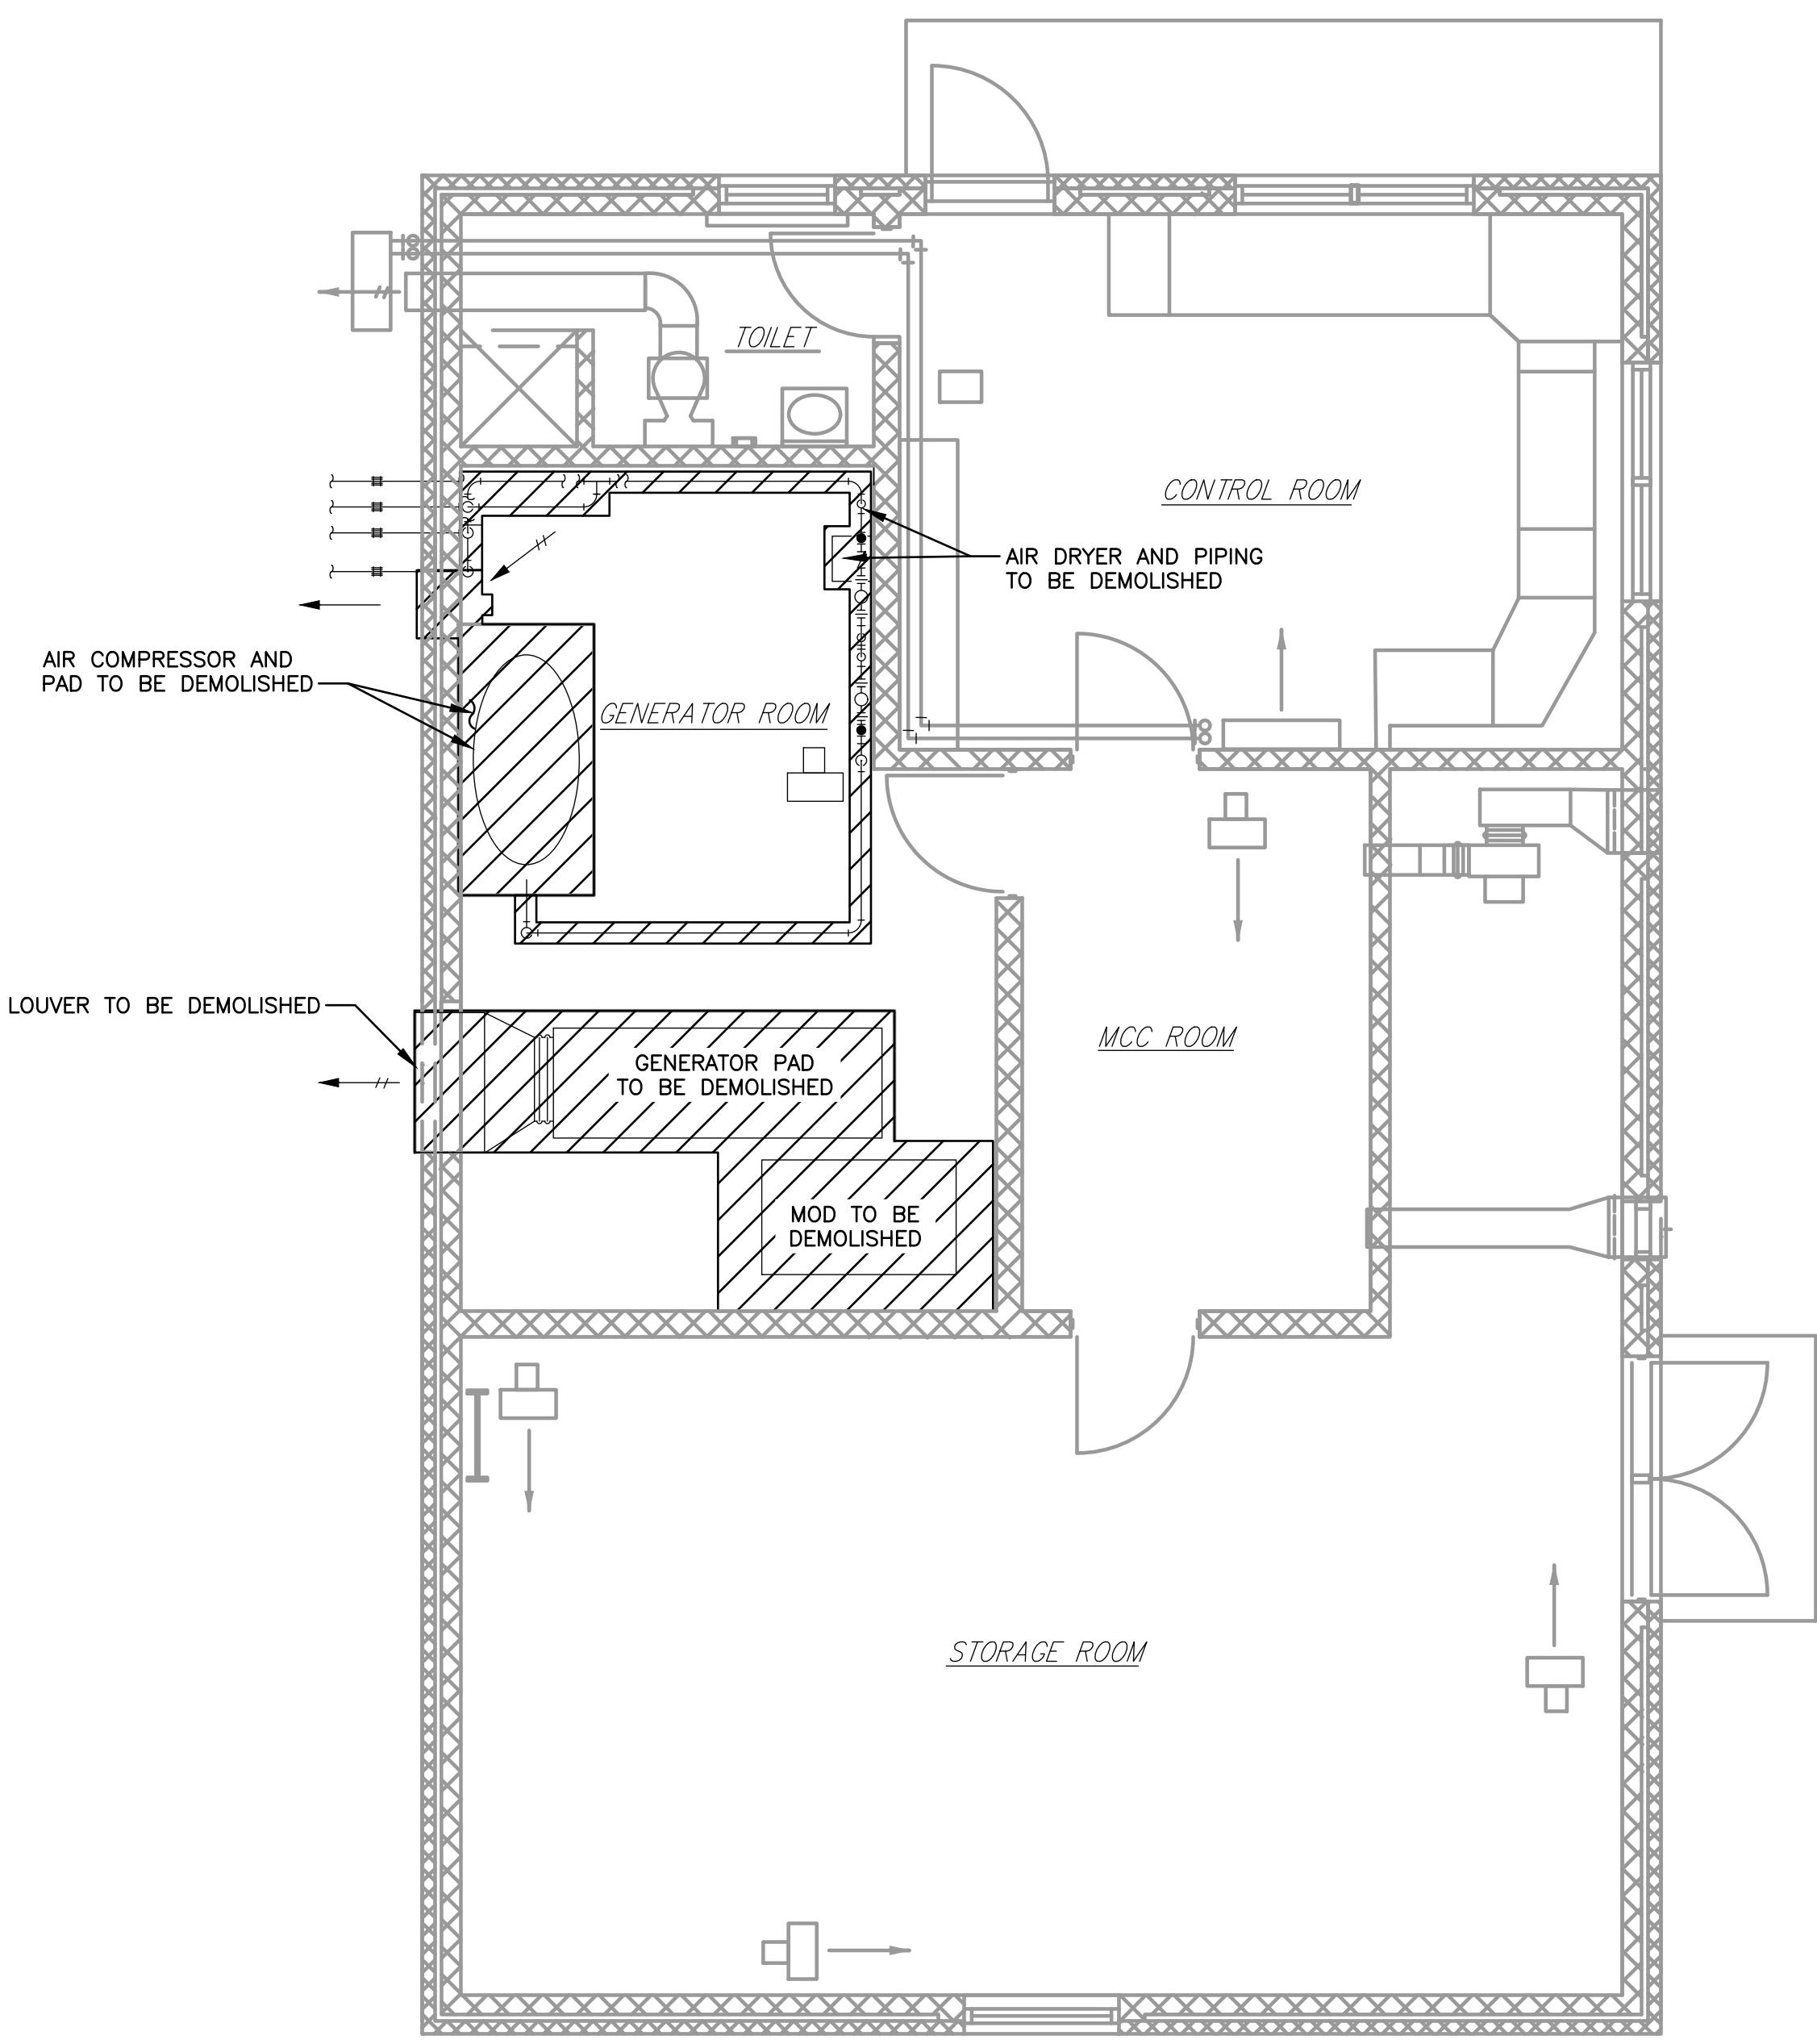 TOILET
CONTROL ROOM
AIR DRYER AND PIPING
TO BE DEMOLISHED
AIR COMPRESSOR AND
PAD TO BE DEMOLISHED
GENERATOR ROOM
LOUVER TO BE DEMOLISHED
GENERATOR PAD
TO BE DEMOLISHED
MCC ROOM
MOD TO BE
DEMOLISHED
STORAGE ROOM